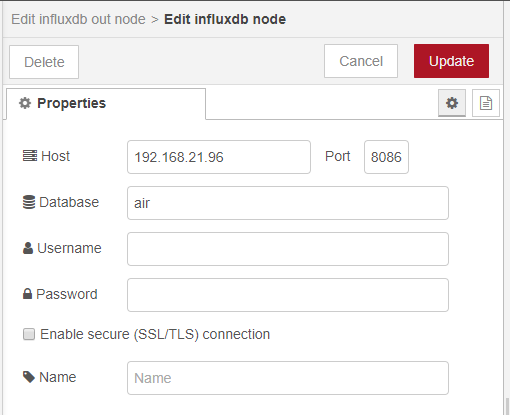 Edit influxdb out node > Edit influxdb node
Delete Cancel Update
Properties
Host 192.168.21.96 Port 8086
Database air
Username
Password
Enable secure (SSL/TLS) connection
Name Name